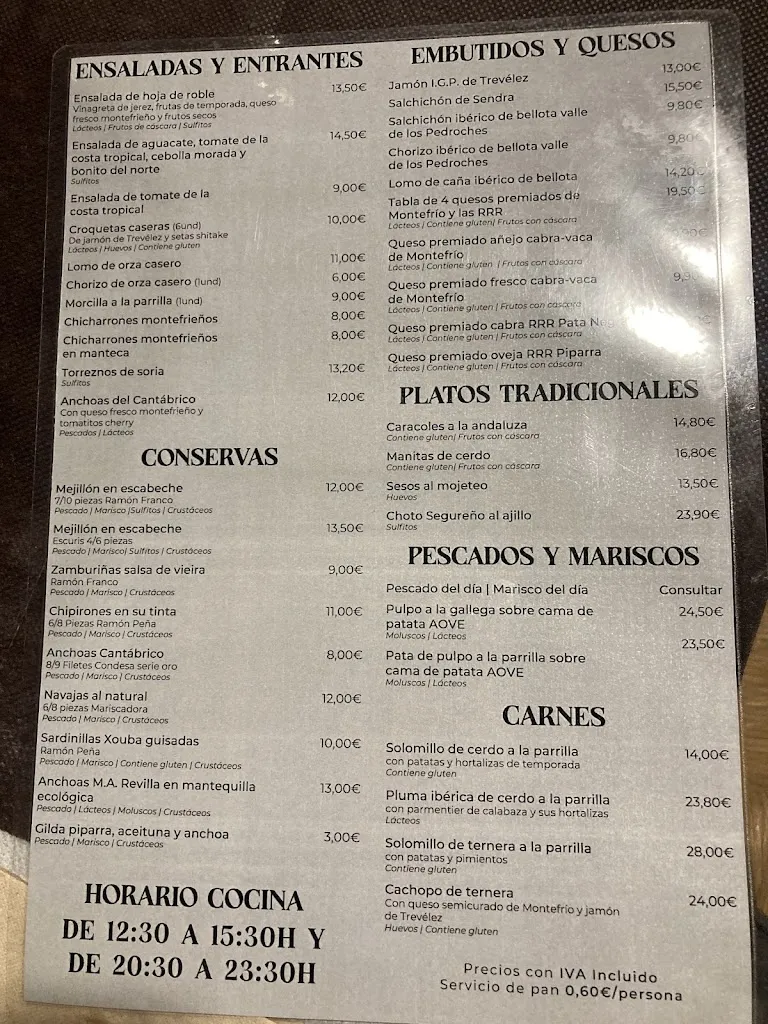 ENSALADAS Y ENTRANTES
Ensalada de hoja de roble 13,50€
Vinagreta de jerez, frutas de temporada, queso
fresco montefrieño y frutos secos
Lácteos | Frutos de cáscara | Sulfitos
Ensalada de aguacate, tomate de la 14,50€
costa tropical, cebolla morada y
bonito del norte
Sulfitos
Ensalada de tomate de la 9,00€
costa tropical
Croquetas caseras (6und) 10,00€
De jamón de Trevélez y setas shitake
Lácteos | Huevos | Contiene gluten
Lomo de orza casero 11,00€
Chorizo de orza casero (1und) 6,00€
Morcilla a la parrilla (1und) 9,00€
Chicharrones montefrieños 8,00€
Chicharrones montefrieños 8,00€
en manteca
Torreznos de soria 13,20€
Sulfitos
Anchoas del Cantábrico 12,00€
Con queso fresco montefrieño y
tomatitos cherry
Pescados | Lácteos
CONSERVAS
Mejillón en escabeche 12,00€
7/10 piezas Ramón Franco
Pescado | Marisco |Sulfitos | Crustáceos
Mejillón en escabeche 13,50€
Escuris 4/6 piezas
Pescado | Marisco| Sulfitos | Crustáceos
Zamburiñas salsa de vieira 9,00€
Ramón Franco
Pescado | Marisco | Crustáceos
Chipirones en su tinta 11,00€
6/8 Piezas Ramón Peña
Pescado | Marisco | Crustáceos
Anchoas Cantábrico 8,00€
8/9 Filetes Condesa serie oro
Pescado | Marisco | Crustáceos
Navajas al natural 12,00€
6/8 piezas Mariscadora
Pescado | Marisco | Crustáceos
Sardinillas Xouba guisadas 10,00€
Ramón Peña
Pescado | Marisco | Contiene gluten | Crustáceos
Anchoas M.A. Revilla en mantequilla 13,00€
ecológica
Pescado | Lácteos | Moluscos | Crustáceos
Gilda piparra, aceituna y anchoa 3,00€
Pescado | Marisco | Crustáceos
HORARIO COCINA
DE 12:30 A 15:30H Y
DE 20:30 A 23:30H
EMBUTIDOS Y QUESOS
Jamón I.G.P. de Trevélez 13,00€
Salchichón de Sendra 15,50€
Salchichón ibérico de bellota valle 9,80€
de los Pedroches
Chorizo ibérico de bellota valle 9,80€
de los Pedroches
Lomo de caña ibérico de bellota 14,20€
Tabla de 4 quesos premiados de 19,50€
Montefrío y las RRR
Lácteos | Contiene gluten| Frutos con cáscara
Queso premiado añejo cabra-vaca
de Montefrío
Lácteos | Contiene gluten | Frutos con cáscara
Queso premiado fresco cabra-vaca
de Montefrío
Lácteos | Contiene gluten | Frutos con cáscara
Queso premiado cabra RRR Pata
Lácteos | Contiene gluten | Frutos con cáscara
Queso premiado oveja RRR Piparra
Lácteos | Contiene gluten | Frutos con cáscara
PLATOS TRADICIONALES
Caracoles a la andaluza 14,80€
Contiene gluten| Frutos con cáscara
Manitas de cerdo 16,80€
Contiene gluten| Frutos con cáscara
Sesos al mojeteo 13,50€
Huevos
Choto Segureño al ajillo 23,90€
Sulfitos
PESCADOS Y MARISCOS
Pescado del día | Marisco del día Consultar
Pulpo a la gallega sobre cama de 24,50€
patata AOVE
Moluscos | Lácteos
Pata de pulpo a la parrilla sobre 23,50€
cama de patata AOVE
Moluscos | Lácteos
CARNES
Solomillo de cerdo a la parrilla 14,00€
con patatas y hortalizas de temporada
Contiene gluten
Pluma ibérica de cerdo a la parrilla 23,80€
con parmentier de calabaza y sus hortalizas
Lácteos
Solomillo de ternera a la parrilla 28,00€
con patatas y pimientos
Contiene gluten
Cachopo de ternera 24,00€
Con queso semicurado de Montefrío y jamón
de Trevélez
Huevos | Contiene gluten
Precios con IVA Incluido
Servicio de pan 0,60€/persona